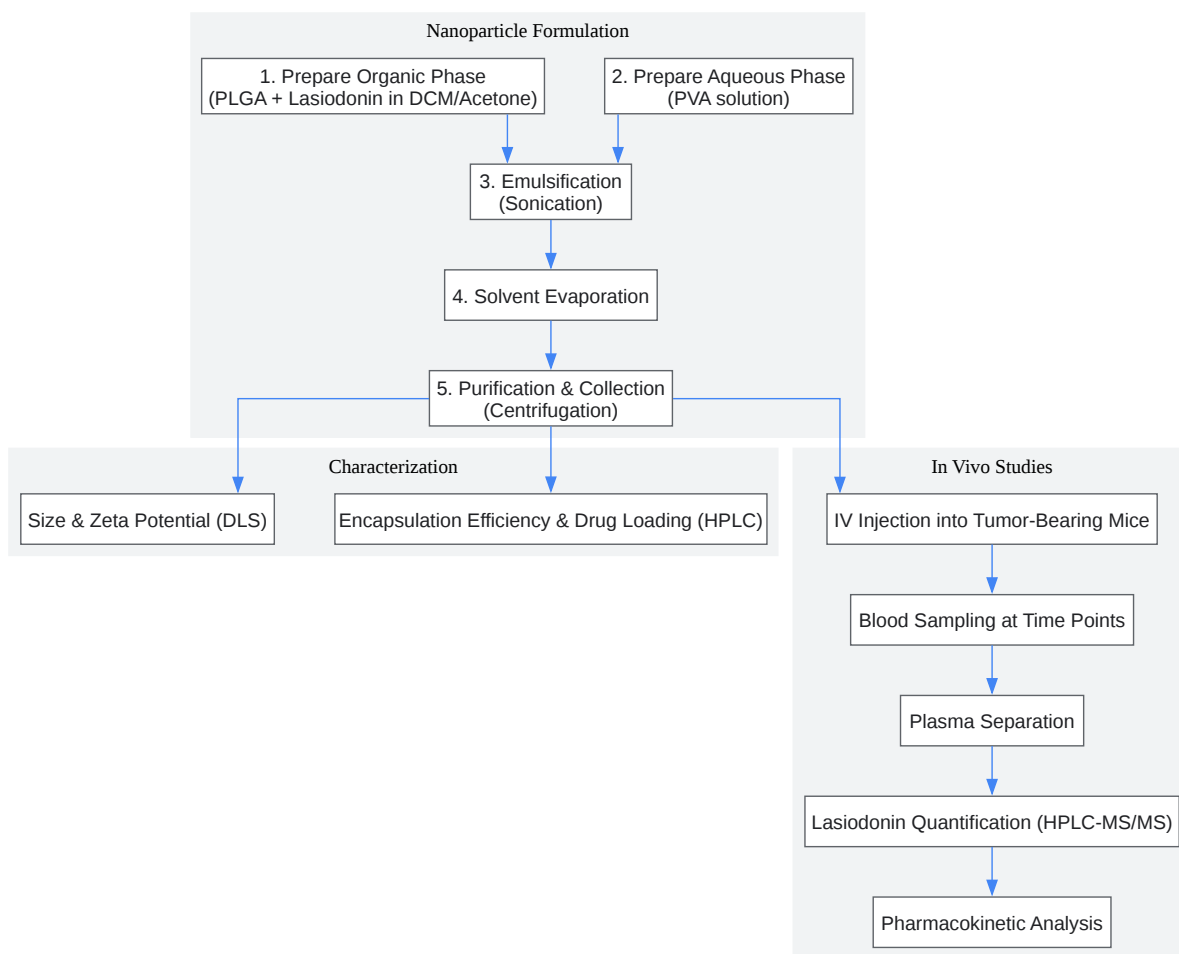 Nanoparticle Formulation
1. Prepare Organic Phase
(PLGA + Lasiodonin in DCM/Acetone)
2. Prepare Aqueous Phase
(PVA solution)
3. Emulsification
(Sonication)
4. Solvent Evaporation
5. Purification & Collection
(Centrifugation)
Characterization
Size & Zeta Potential (DLS)
Encapsulation Efficiency & Drug Loading (HPLC)
In Vivo Studies
IV Injection into Tumor-Bearing Mice
Blood Sampling at Time Points
Plasma Separation
Lasiodonin Quantification (HPLC-MS/MS)
Pharmacokinetic Analysis